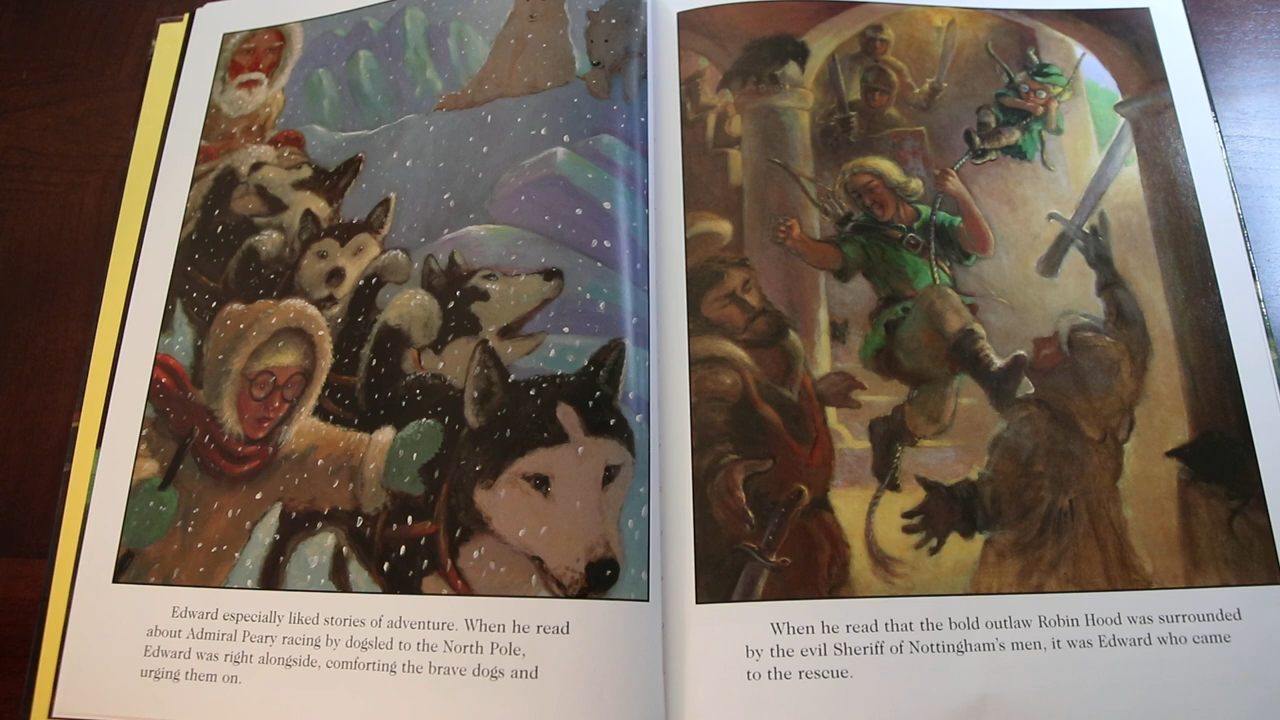 Edward especially liked stories of adventure. When he read
about Admiral Peary racing by dogsled to the North Pole,
Edward was right alongside, comforting the brave dogs and
urging them on.
When he read that the bold outlaw Robin Hood was surrounded
by the evil Sheriff of Nottingham's men, it was Edward who came
to the rescue.